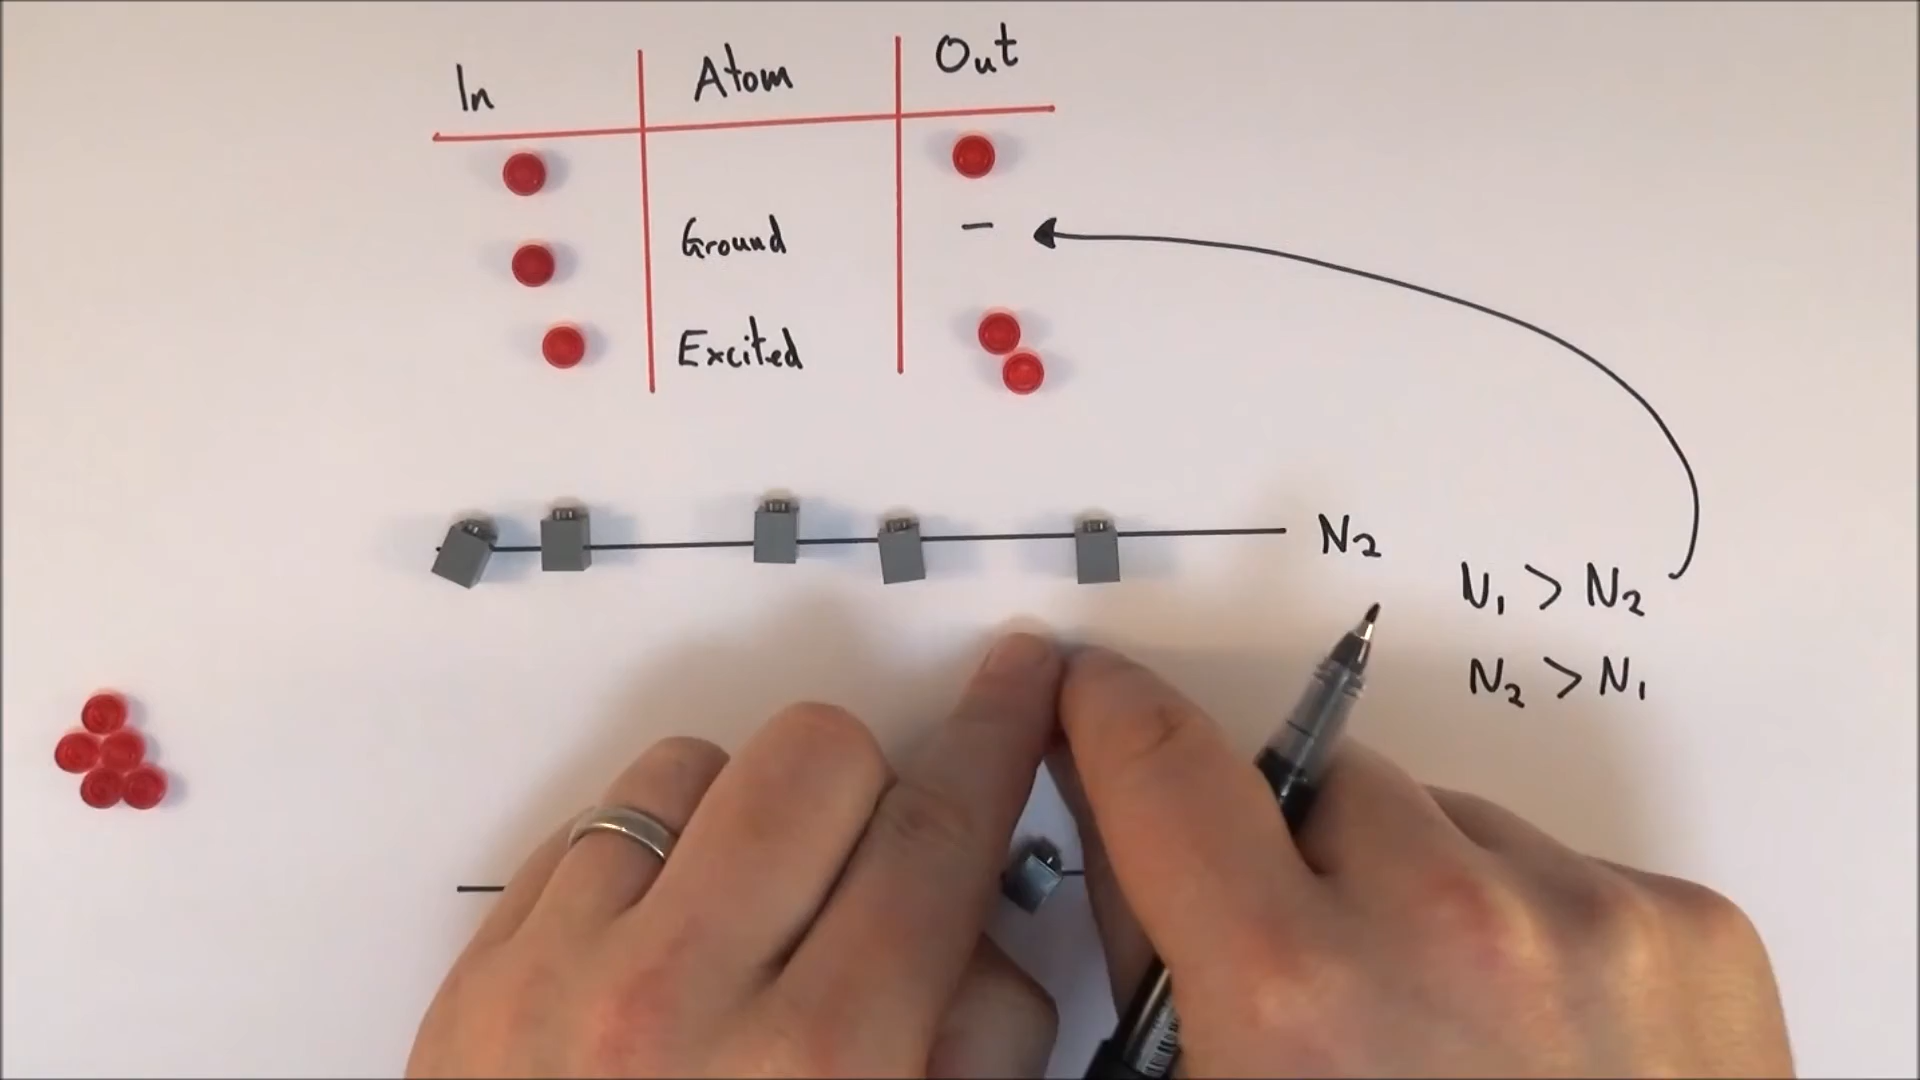 In Atom Out
Ground –
Excited
N₂
N₁ > N₂
N₂ > N₁